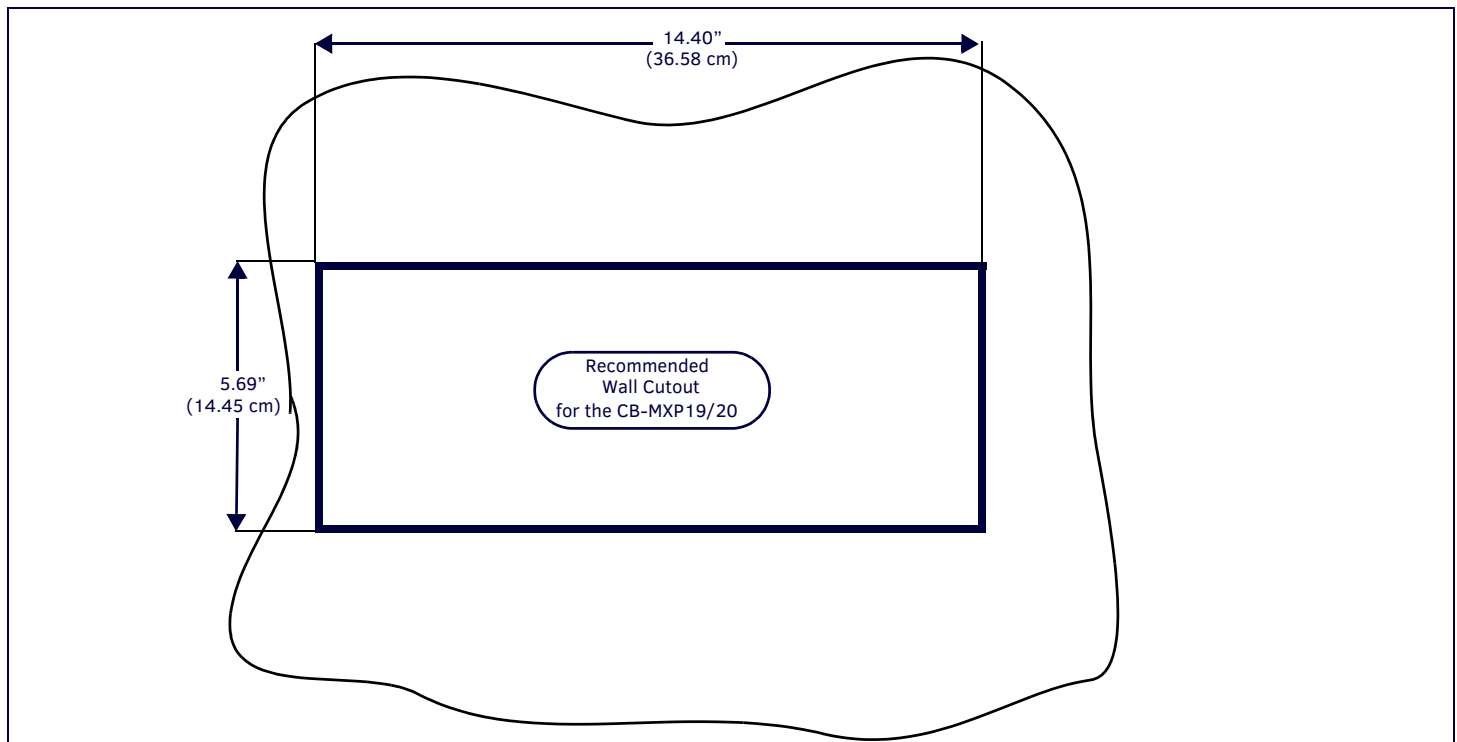 14.40”
(36.58 cm)
Recommended
Wall Cutout
for the CB-MXP19/20
5.69”
(14.45 cm)